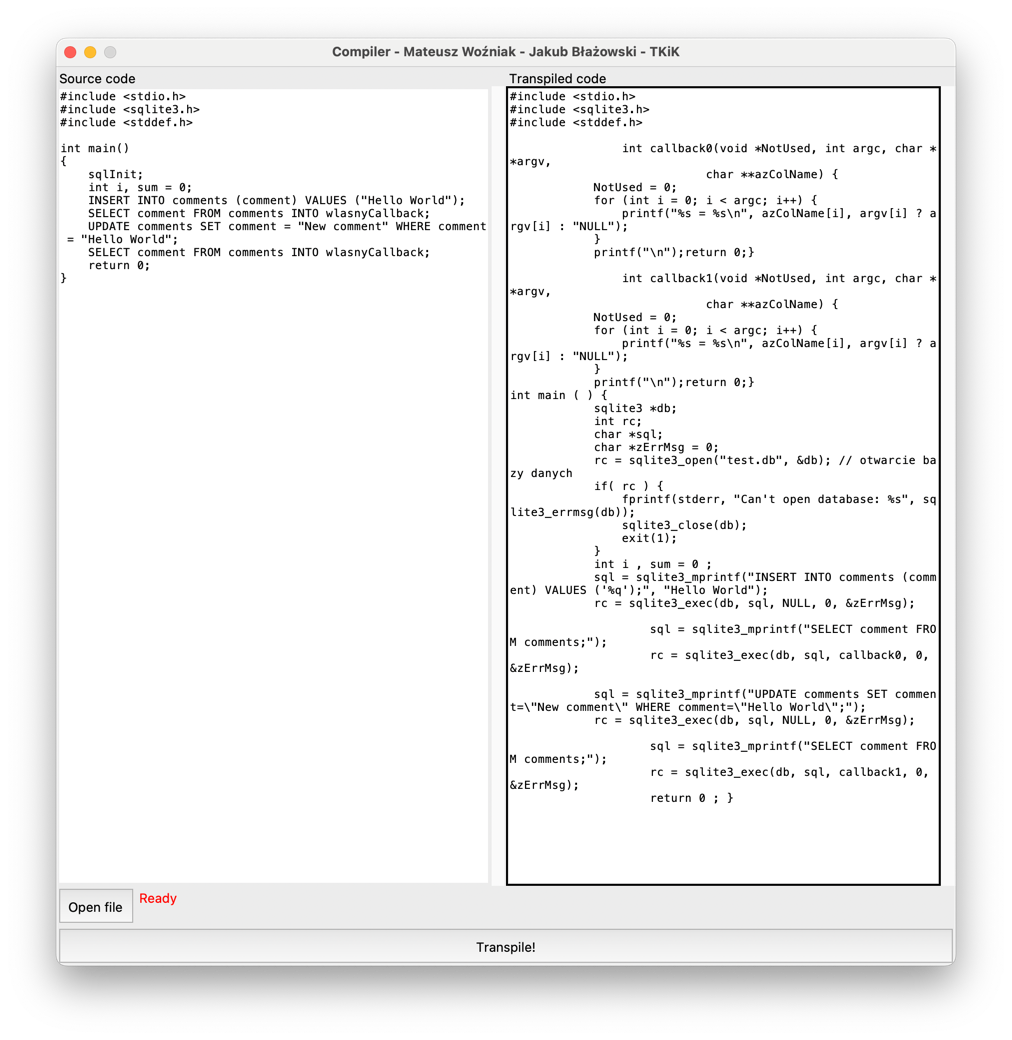 Compiler - Mateusz Woźniak - Jakub Błażowski - TKiK
Source code
#include <stdio.h>
#include <sqlite3.h>
#include <stddef.h>

int main()
{
    sqlInit;
    int i, sum = 0;
    INSERT INTO comments (comment) VALUES ("Hello World");
    SELECT comment FROM comments INTO wlasnyCallback;
    UPDATE comments SET comment = "New comment" WHERE comment
 = "Hello World";
    SELECT comment FROM comments INTO wlasnyCallback;
    return 0;
}
Transpiled code
#include <stdio.h>
#include <sqlite3.h>
#include <stddef.h>

                int callback0(void *NotUsed, int argc, char *
*argv,
                            char **azColName) {
            NotUsed = 0;
            for (int i = 0; i < argc; i++) {
                printf("%s = %s\n", azColName[i], argv[i] ? a
rgv[i] : "NULL");
            }
            printf("\n");return 0;}

                int callback1(void *NotUsed, int argc, char *
*argv,
                            char **azColName) {
            NotUsed = 0;
            for (int i = 0; i < argc; i++) {
                printf("%s = %s\n", azColName[i], argv[i] ? a
rgv[i] : "NULL");
            }
            printf("\n");return 0;}
int main ( ) {
            sqlite3 *db;
            int rc;
            char *sql;
            char *zErrMsg = 0;
            rc = sqlite3_open("test.db", &db); // otwarcie ba
zy danych
            if( rc ) {
                fprintf(stderr, "Can't open database: %s", sq
lite3_errmsg(db));
                sqlite3_close(db);
                exit(1);
            }
            int i , sum = 0 ;
            sql = sqlite3_mprintf("INSERT INTO comments (comm
ent) VALUES ('%q');", "Hello World");
            rc = sqlite3_exec(db, sql, NULL, 0, &zErrMsg);

                    sql = sqlite3_mprintf("SELECT comment FRO
M comments;");
                    rc = sqlite3_exec(db, sql, callback0, 0,
&zErrMsg);

            sql = sqlite3_mprintf("UPDATE comments SET commen
t=\"New comment\" WHERE comment=\"Hello World\";");
            rc = sqlite3_exec(db, sql, NULL, 0, &zErrMsg);

                    sql = sqlite3_mprintf("SELECT comment FRO
M comments;");
                    rc = sqlite3_exec(db, sql, callback1, 0,
&zErrMsg);
                    return 0 ; }
Open file
Ready
Transpile!